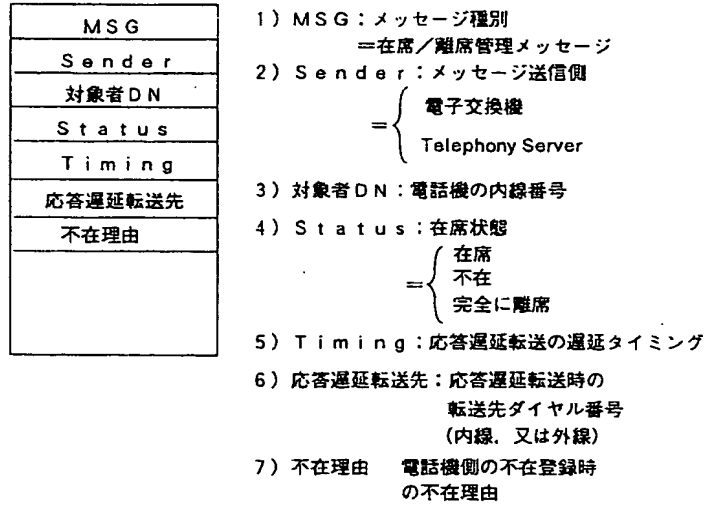 MSG
Sender
対象者DN
Status
Timing
応答遅延転送先
不在理由
1)MSG:メッセージ種別
=在席/離席管理メッセージ
2)Sender:メッセージ送信側
電子交換機
=
Telephony Server
3)対象者DN:電話機の内線番号
4)Status:在席状態
在席
=
不在
完全に離席
5)Timing:応答遅延転送の遅延タイミング
6)応答遅延転送先:応答遅延転送時の
転送先ダイヤル番号
(内線.又は外線)
7)不在理由 電話機側の不在登録時
の不在理由